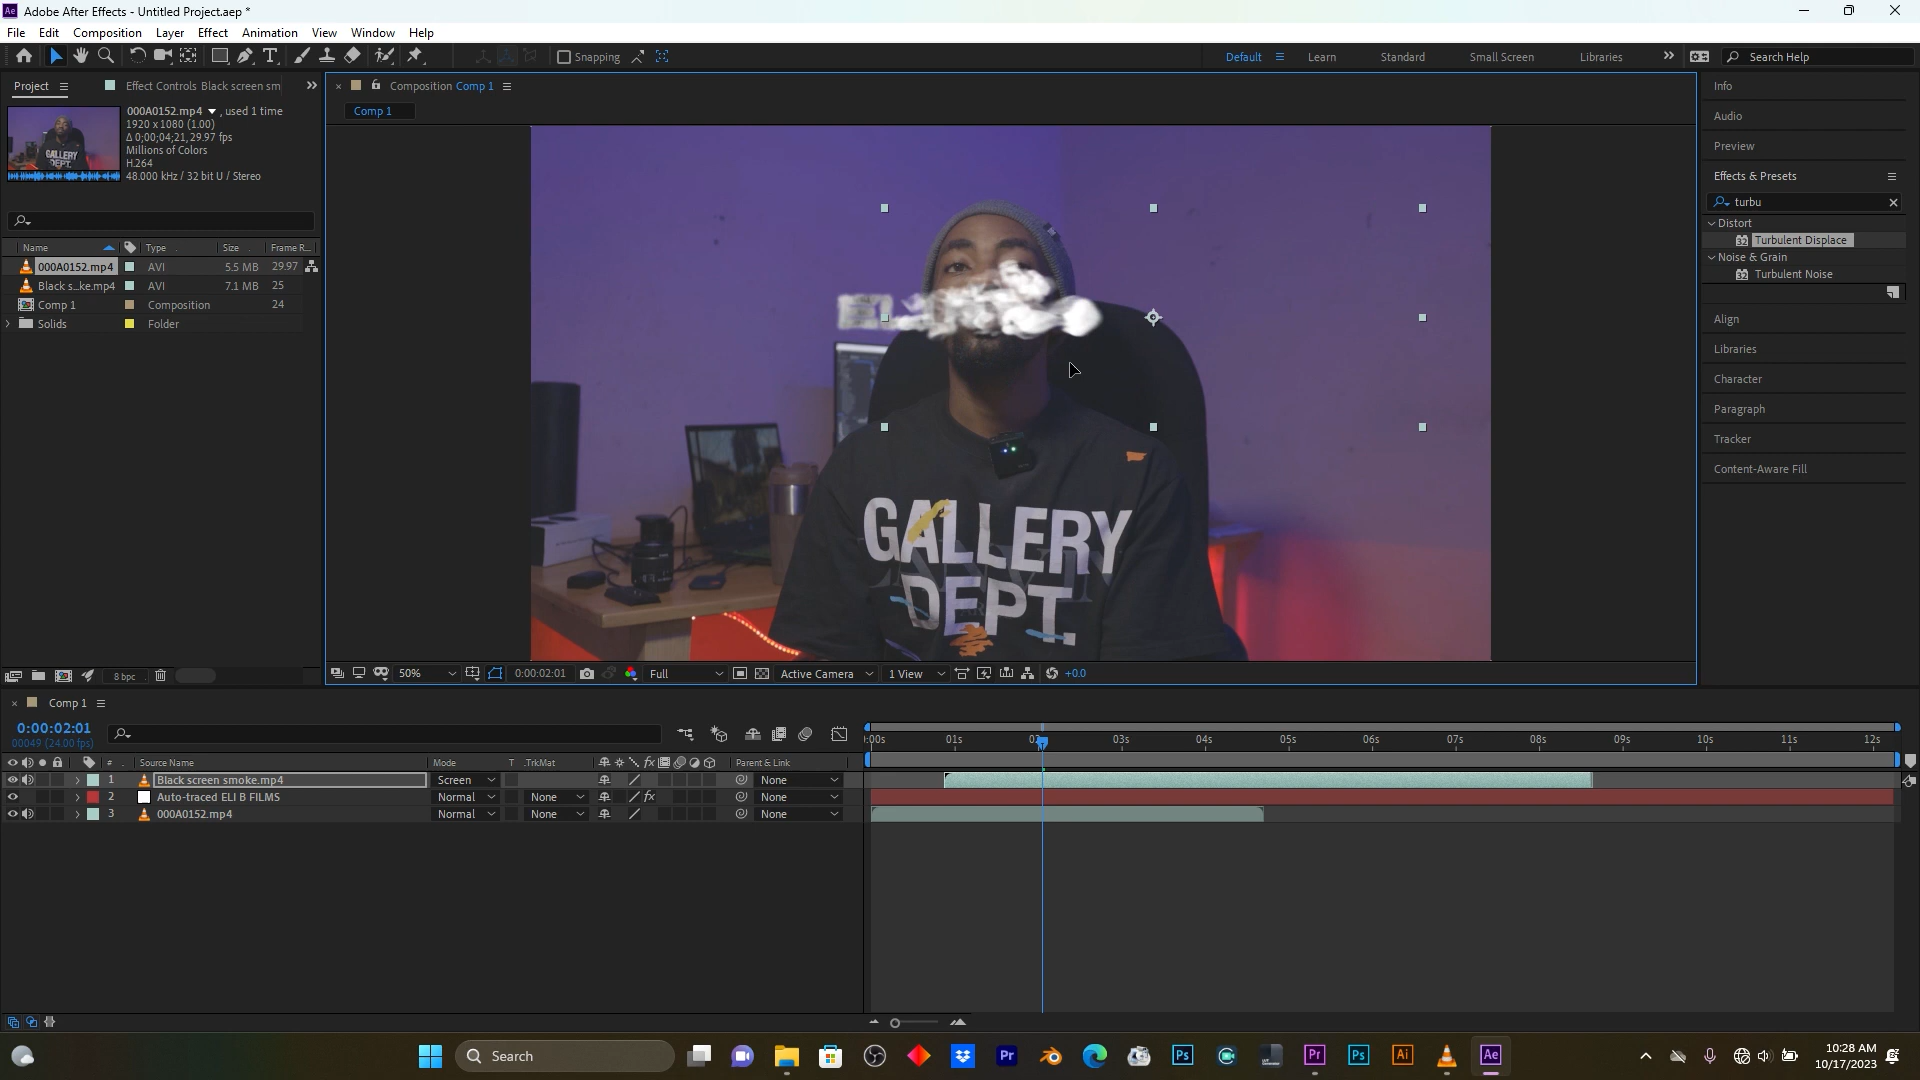 Adobe After Effects - Untitled Project.aep *
File Edit Composition Layer Effect Animation View Window Help
Snapping
Default
Learn
Standard
Small Screen
Libraries
Search Help
Project
Effect Controls Black screen sm
000A0152.mp4 , used 1 time
1920 x 1080 (1.00)
Δ 0;00;04;21, 29.97 fps
Millions of Colors
H.264
48.000 kHz / 32 bit U / Stereo
Name Type Size Frame R...
000A0152.mp4 AVI 5.5 MB 29.97
Black s...ke.mp4 AVI 7.1 MB 25
Comp 1 Composition 24
Solids Folder
8 bpc
Composition Comp 1
Comp 1
GALLERY
DEPT.
50%
0:00:02:01
Full
Active Camera
1 View
+0.0
Info
Audio
Preview
Effects & Presets
turbu
Distort
Turbulent Displace
Noise & Grain
Turbulent Noise
Align
Libraries
Character
Paragraph
Tracker
Content-Aware Fill
Comp 1
0:00:02:01
00049 (24.00 fps)
# Source Name Mode T .TrkMat Parent & Link
1 Black screen smoke.mp4 Screen None
2 Auto-traced ELI B FILMS Normal None None
3 000A0152.mp4 Normal None None
:00s 01s 02 03s 04s 05s 06s 07s 08s 09s 10s 11s 12s
Search
10:28 AM
10/17/2023